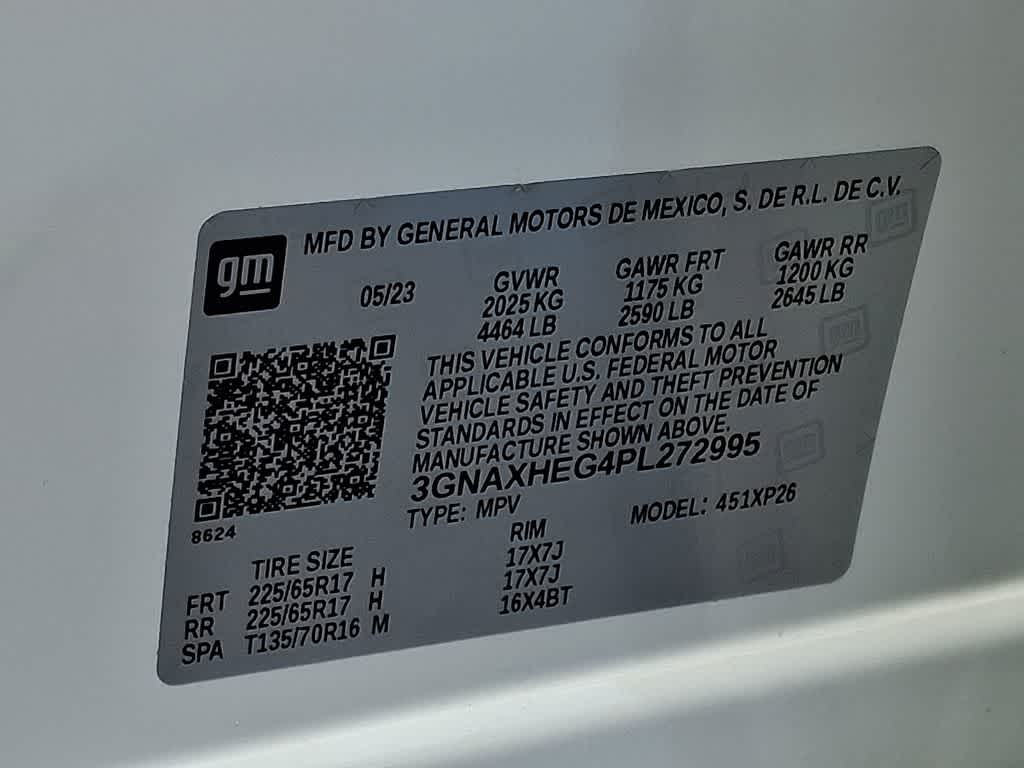 gm
MFD BY GENERAL MOTORS DE MEXICO, S. DE R.L. DE C.V.
05/23 GVWR GAWR FRT GAWR RR
2025 KG 1175 KG 1200 KG
4464 LB 2590 LB 2645 LB
THIS VEHICLE CONFORMS TO ALL
APPLICABLE U.S. FEDERAL MOTOR
VEHICLE SAFETY AND THEFT PREVENTION
STANDARDS IN EFFECT ON THE DATE OF
MANUFACTURE SHOWN ABOVE.
3GNAXHEG4PL272995
TYPE: MPV MODEL: 451XP26
8624
TIRE SIZE RIM
FRT 225/65R17 H 17X7J
RR 225/65R17 H 17X7J
SPA T135/70R16 M 16X4BT